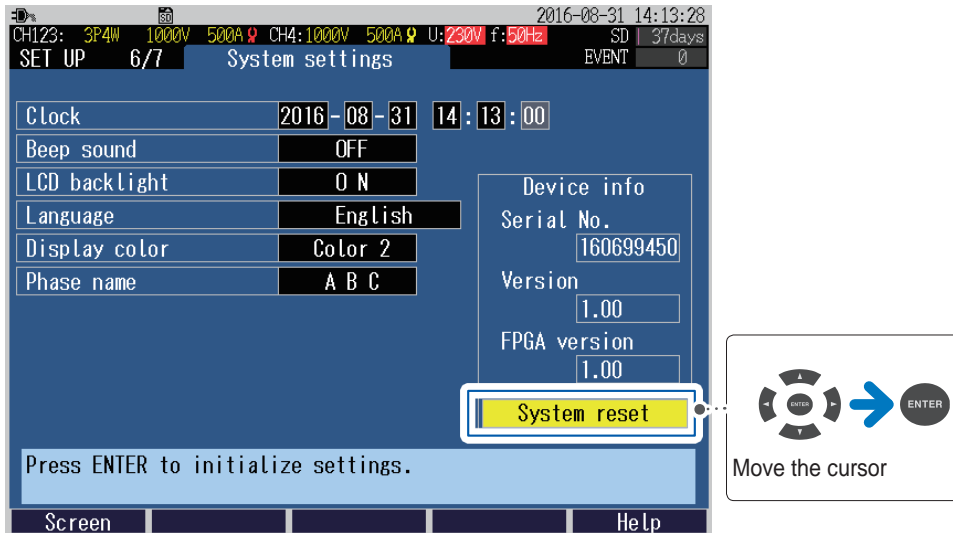 SD 2016-08-31 14:13:28
CH123: 3P4W 1000V 500A CH4:1000V 500A U:230V f:50Hz SD 37days
SET UP 6/7 System settings EVENT 0
Clock 2016-08-31 14:13:00
Beep sound OFF
LCD backlight O N
Language English
Display color Color 2
Phase name A B C
Device info
Serial No.
160699450
Version
1.00
FPGA version
1.00
System reset
ENTER
ENTER
Move the cursor
Press ENTER to initialize settings.
Screen Help